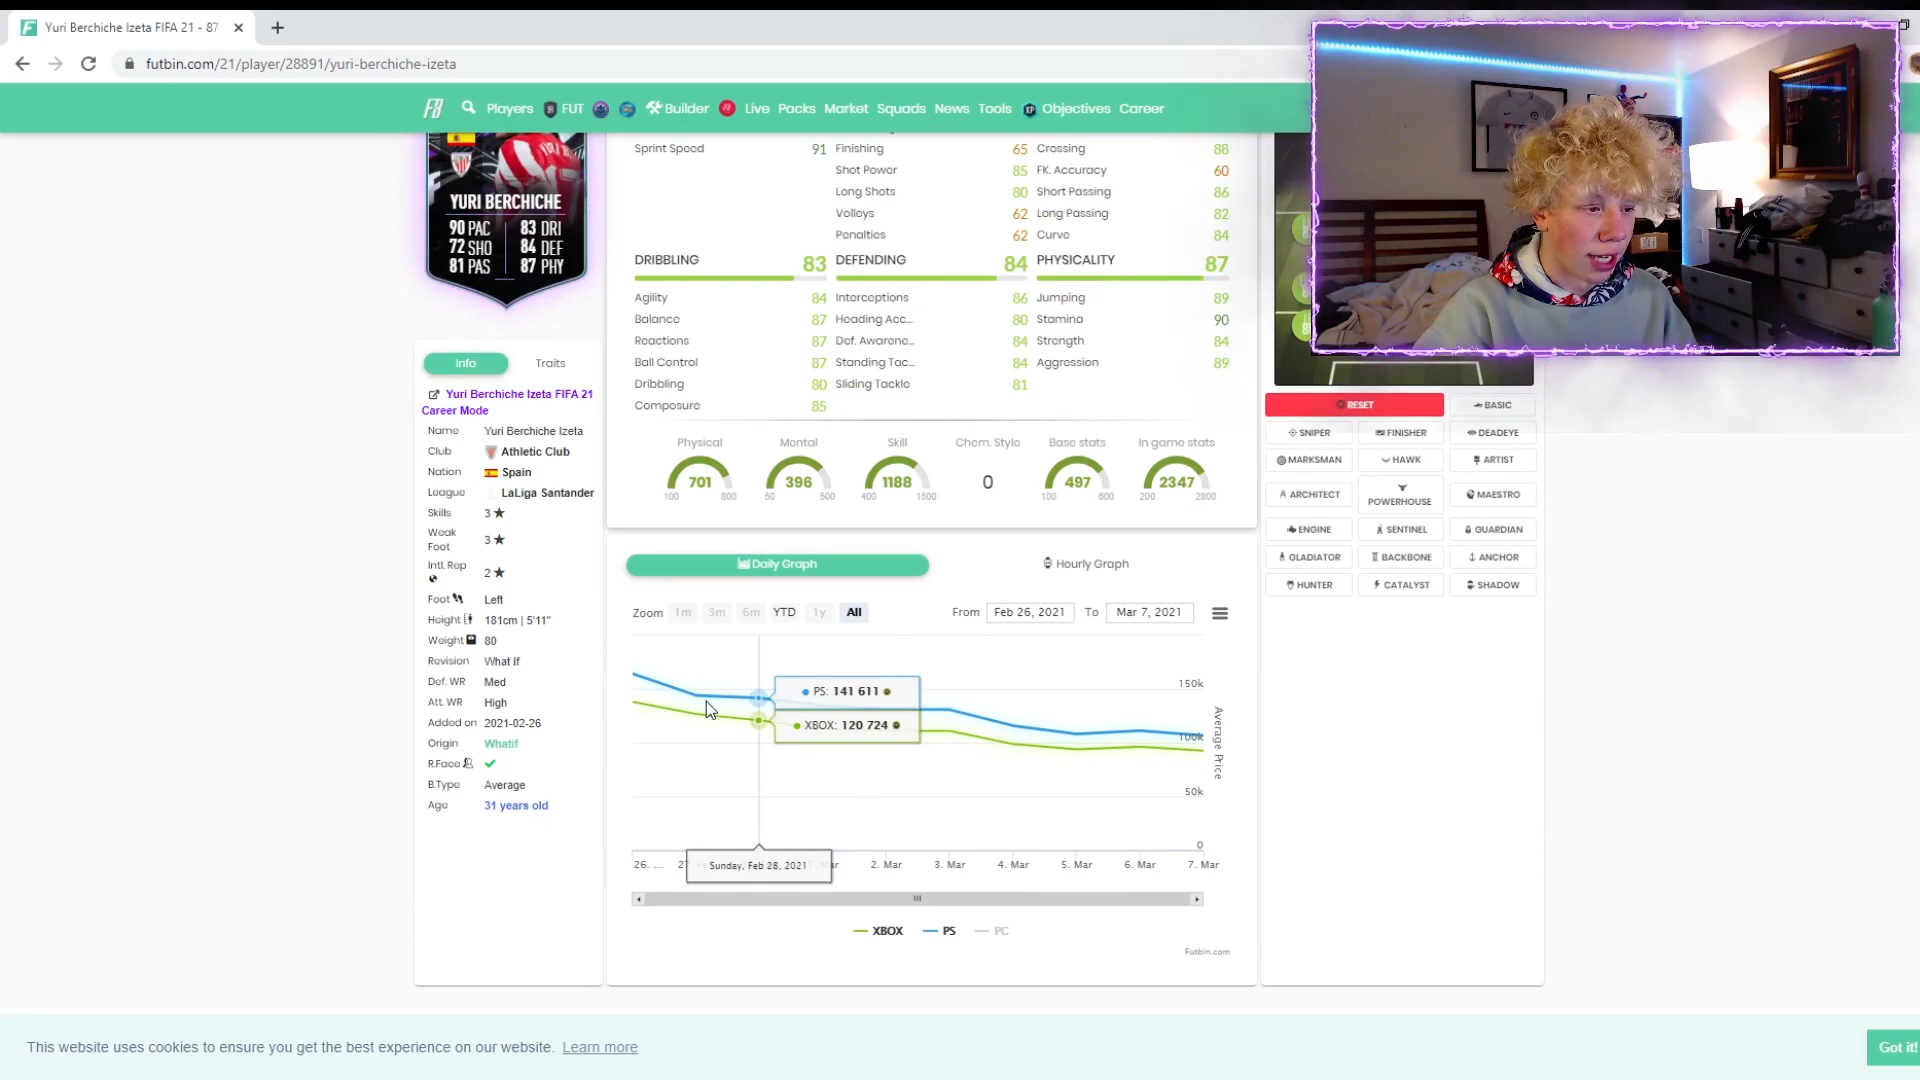 Yuri Berchiche Izeta FIFA 21 - 87
futbin.com/21/player/28891/yuri-berchiche-izeta
FB Players FUT Builder Live Packs Market Squads News Tools XP Objectives Career
YURI BERCHICHE
90 PAC 83 DRI
72 SHO 84 DEF
81 PAS 87 PHY
Sprint Speed 91 Finishing 65 Crossing 88
Shot Power 85 FK. Accuracy 60
Long Shots 80 Short Passing 86
Volleys 62 Long Passing 82
Penalties 62 Curve 84
DRIBBLING 83 DEFENDING 84 PHYSICALITY 87
Agility 84 Interceptions 86 Jumping 89
Balance 87 Heading Acc... 80 Stamina 90
Reactions 87 Def. Awarene... 84 Strength 84
Ball Control 87 Standing Tac... 84 Aggression 89
Dribbling 80 Sliding Tackle 81
Composure 85
Physical Mental Skill Chem. Style Base stats In game stats
701 396 1188 0 497 2347
100 800 50 500 400 1500 100 600 200 2800
Info Traits
Yuri Berchiche Izeta FIFA 21
Career Mode
Name Yuri Berchiche Izeta
Club Athletic Club
Nation Spain
League LaLiga Santander
Skills 3
Weak
Foot 3
Intl. Rep 2
Foot Left
Height 181cm | 5'11"
Weight 80
Revision What If
Def. WR Med
Att. WR High
Added on 2021-02-26
Origin Whatif
R.Face
B.Type Average
Age 31 years old
Daily Graph Hourly Graph
Zoom 1m 3m 6m YTD 1y All From Feb 26, 2021 To Mar 7, 2021
PS: 141 611
XBOX: 120 724
150k
100k
50k
0
Average Price
Sunday, Feb 28, 2021
26. ... 2. Mar 3. Mar 4. Mar 5. Mar 6. Mar 7. Mar
XBOX PS PC
Futbin.com
RESET BASIC
SNIPER FINISHER DEADEYE
MARKSMAN HAWK ARTIST
ARCHITECT POWERHOUSE MAESTRO
ENGINE SENTINEL GUARDIAN
GLADIATOR BACKBONE ANCHOR
HUNTER CATALYST SHADOW
This website uses cookies to ensure you get the best experience on our website. Learn more
Got it!